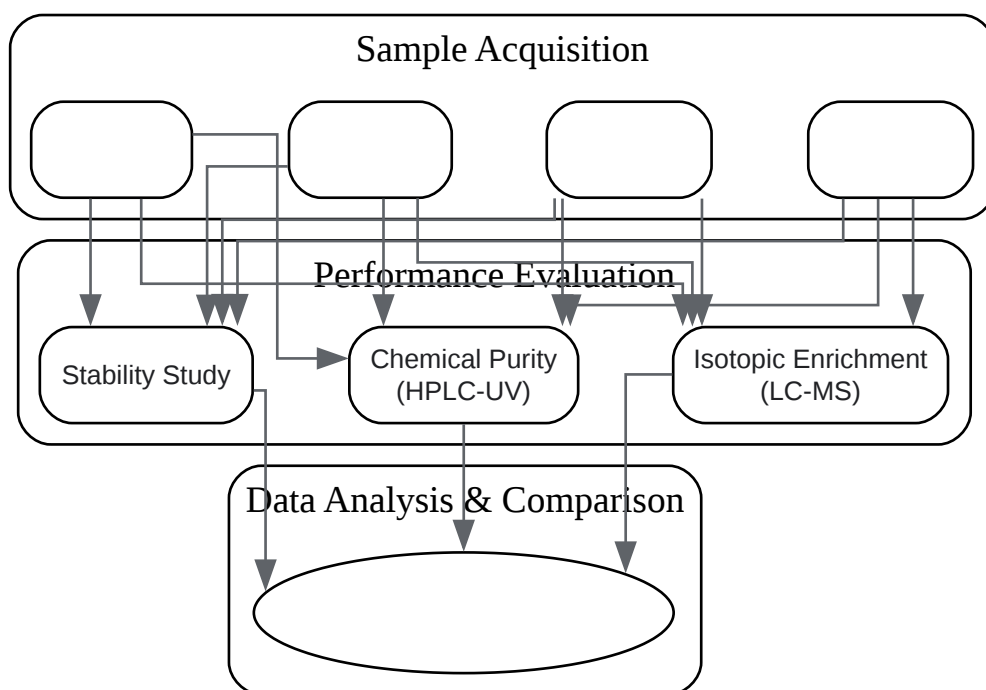 Sample Acquisition
Performance Evaluation
Stability Study
Chemical Purity
(HPLC-UV)
Isotopic Enrichment
(LC-MS)
Data Analysis & Comparison